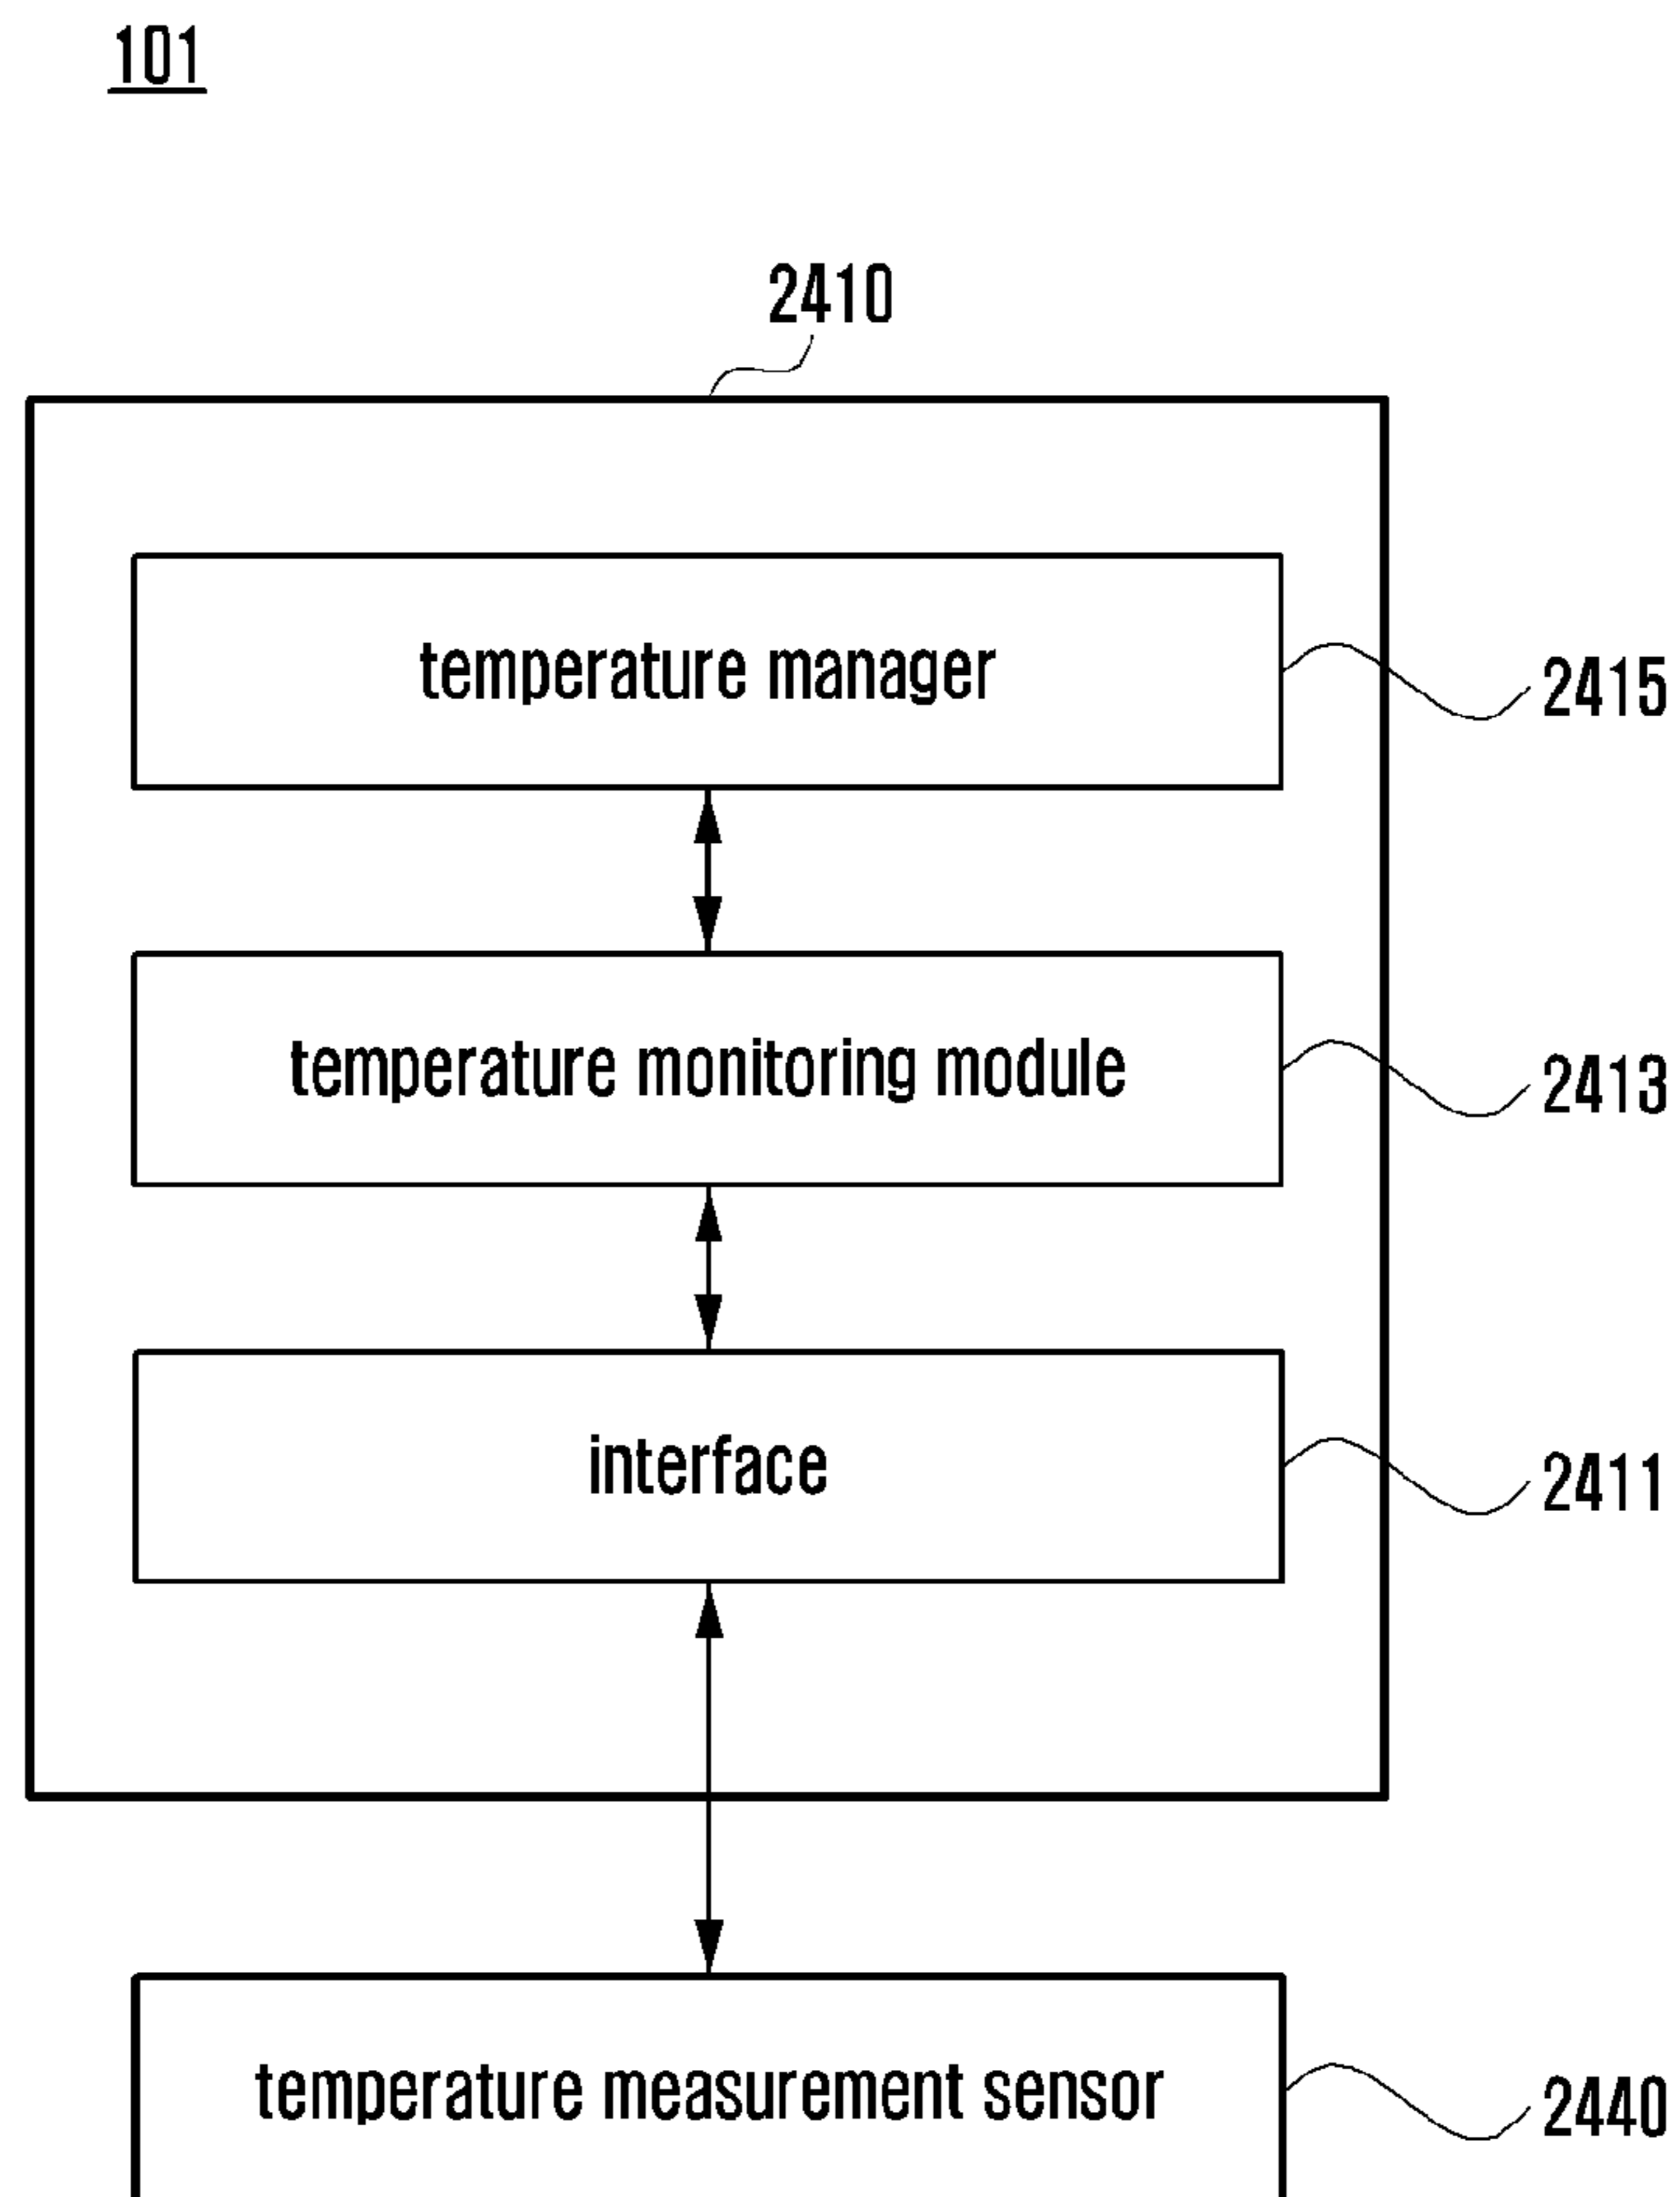 101
2410
temperature manager
2415
temperature monitoring module
2413
interface
2411
temperature measurement sensor
2440